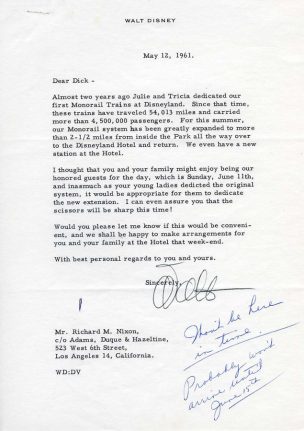 WALT DISNEY
May 12, 1961.
Dear Dick -
Almost two years ago Julie and Tricia dedicated our
first Monorail Trains at Disneyland. Since that time,
these trains have traveled 54,013 miles and carried
more than 4,500,000 passengers. For this summer,
our Monorail system has been greatly expanded to more
than 2-1/2 miles from inside the Park all the way over
to the Disneyland Hotel and return. We even have a new
station at the Hotel.
I thought that you and your family might enjoy being our
honored guests for the day, which is Sunday, June 11th,
and inasmuch as your young ladies dedicated the original
system, it would be appropriate for them to dedicate
the new extension. I can even assure you that the
scissors will be sharp this time!
Would you please let me know if this would be conveni-
ent, and we shall be happy to make arrangements for
you and your family at the Hotel that week-end.
With best personal regards to you and yours.
Sincerely,
Walt
Mr. Richard M. Nixon,
c/o Adams, Duque & Hazeltine,
523 West 6th Street,
Los Angeles 14, California.
WD:DV
be here
in time.
Probably won't
arrive until
June 15th